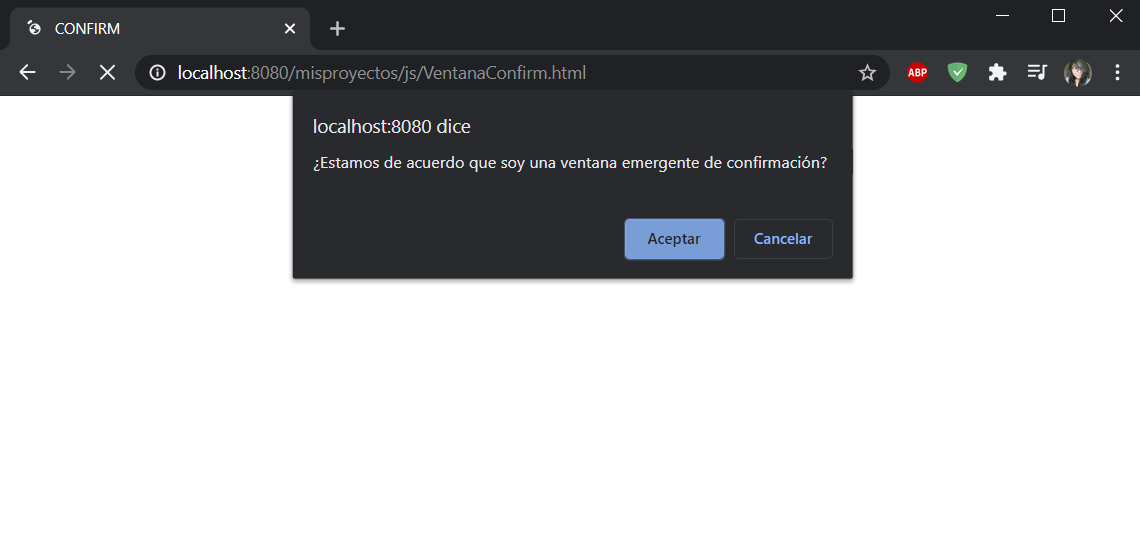 CONFIRM
localhost:8080/misproyectos/js/VentanaConfirm.html
ABP
localhost:8080 dice
¿Estamos de acuerdo que soy una ventana emergente de confirmación?
Aceptar Cancelar